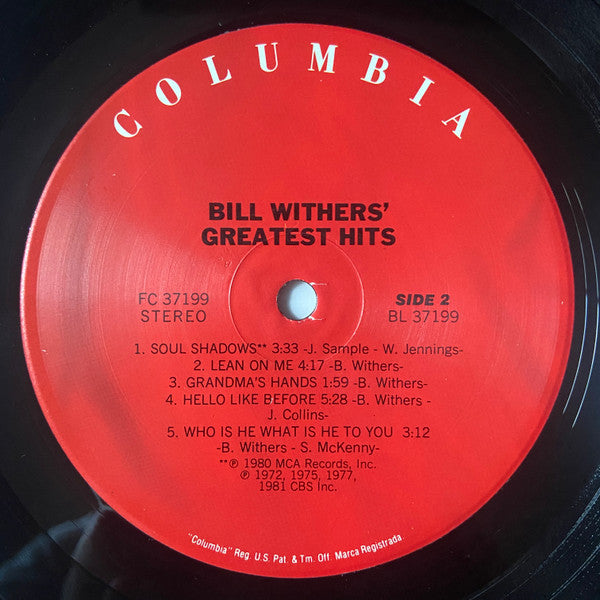 COLUMBIA
BILL WITHERS'
GREATEST HITS
FC 37199
STEREO
SIDE 2
BL 37199
1. SOUL SHADOWS** 3:33 -J. Sample - W. Jennings-
2. LEAN ON ME 4:17 -B. Withers-
3. GRANDMA'S HANDS 1:59 -B. Withers-
4. HELLO LIKE BEFORE 5:28 -B. Withers -
J. Collins-
5. WHO IS HE WHAT IS HE TO YOU 3:12
-B. Withers - S. McKenny-
**℗ 1980 MCA Records, Inc.
℗ 1972, 1975, 1977,
1981 CBS Inc.
"Columbia" Reg. U.S. Pat. & Tm. Off. Marca Registrada.